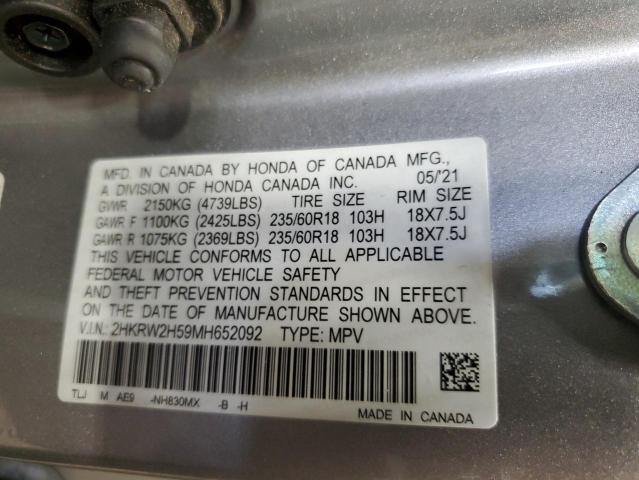 MFD. IN CANADA BY HONDA OF CANADA MFG.,
A DIVISION OF HONDA CANADA INC. 05/'21
GVWR 2150KG (4739LBS) TIRE SIZE RIM SIZE
GAWR F 1100KG (2425LBS) 235/60R18 103H 18X7.5J
GAWR R 1075KG (2369LBS) 235/60R18 103H 18X7.5J
THIS VEHICLE CONFORMS TO ALL APPLICABLE
FEDERAL MOTOR VEHICLE SAFETY
AND THEFT PREVENTION STANDARDS IN EFFECT
ON THE DATE OF MANUFACTURE SHOWN ABOVE.
V.I.N.: 2HKRW2H59MH652092 TYPE: MPV
TLJ M AE9 -NH830MX -B -H
MADE IN CANADA